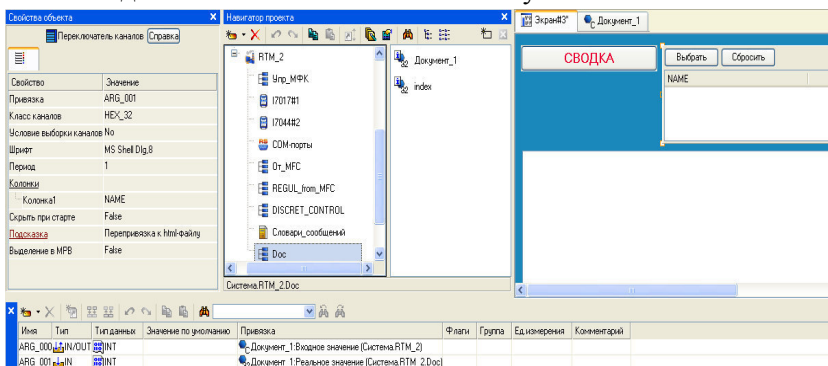 Свойства объекта
Переключатель каналов Справка
Свойство Значение
Привязка ARG_001
Класс каналов HEX_32
Условие выборки каналов No
Шрифт MS Shell Dlg,8
Период 1
Колонки
Колонка1 NAME
Скрыть при старте False
Подсказка Перепривязка к html-файлу
Выделение в МРВ False
Навигатор проекта
RTM_2
Упр_МФК
I7017#1
I7044#2
COM-порты
От_MFC
REGUL_from_MFC
DISCRET_CONTROL
Словари_сообщений
Doc
Документ_1
index
Система.RTM_2.Doc
Экран#3* Документ_1
СВОДКА
Выбрать Сбросить
NAME
Имя Тип Тип данных Значение по умолчанию Привязка Флаги Группа Ед.измерения Комментарий
ARG_000 IN/OUT INT Документ_1:Входное значение (Система.RTM_2)
ARG_001 IN INT Документ_1:Реальное значение (Система.RTM_2.Doc)